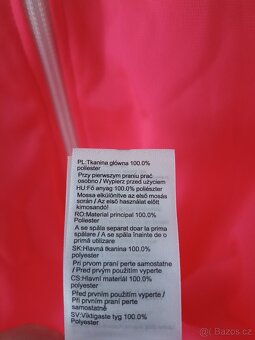 PL:Tkanina główna 100.0%
poliester
Przy pierwszym praniu prać
osobno / Wypierz przed użyciem
HU:Fő anyag 100.0% poliészter
Mossa elkülönítve az első mosás
során / Az első használat előtt
kimosandó!
RO:Material principal 100.0%
Poliester
A se spăla separat doar la prima
spălare / A se spăla înainte de o
primă utilizare
SK:Hlavná tkanina 100.0%
polyester
Pri prvom praní perte samostatne
/ Pred prvým použitím vyperte
CS:Hlavní materiál 100.0%
polyester
Před prvním použitím vyperte /
Při prvním praní perte
samostatně
SV:Viktigaste tyg 100.0%
Polyester
sbazar.cz